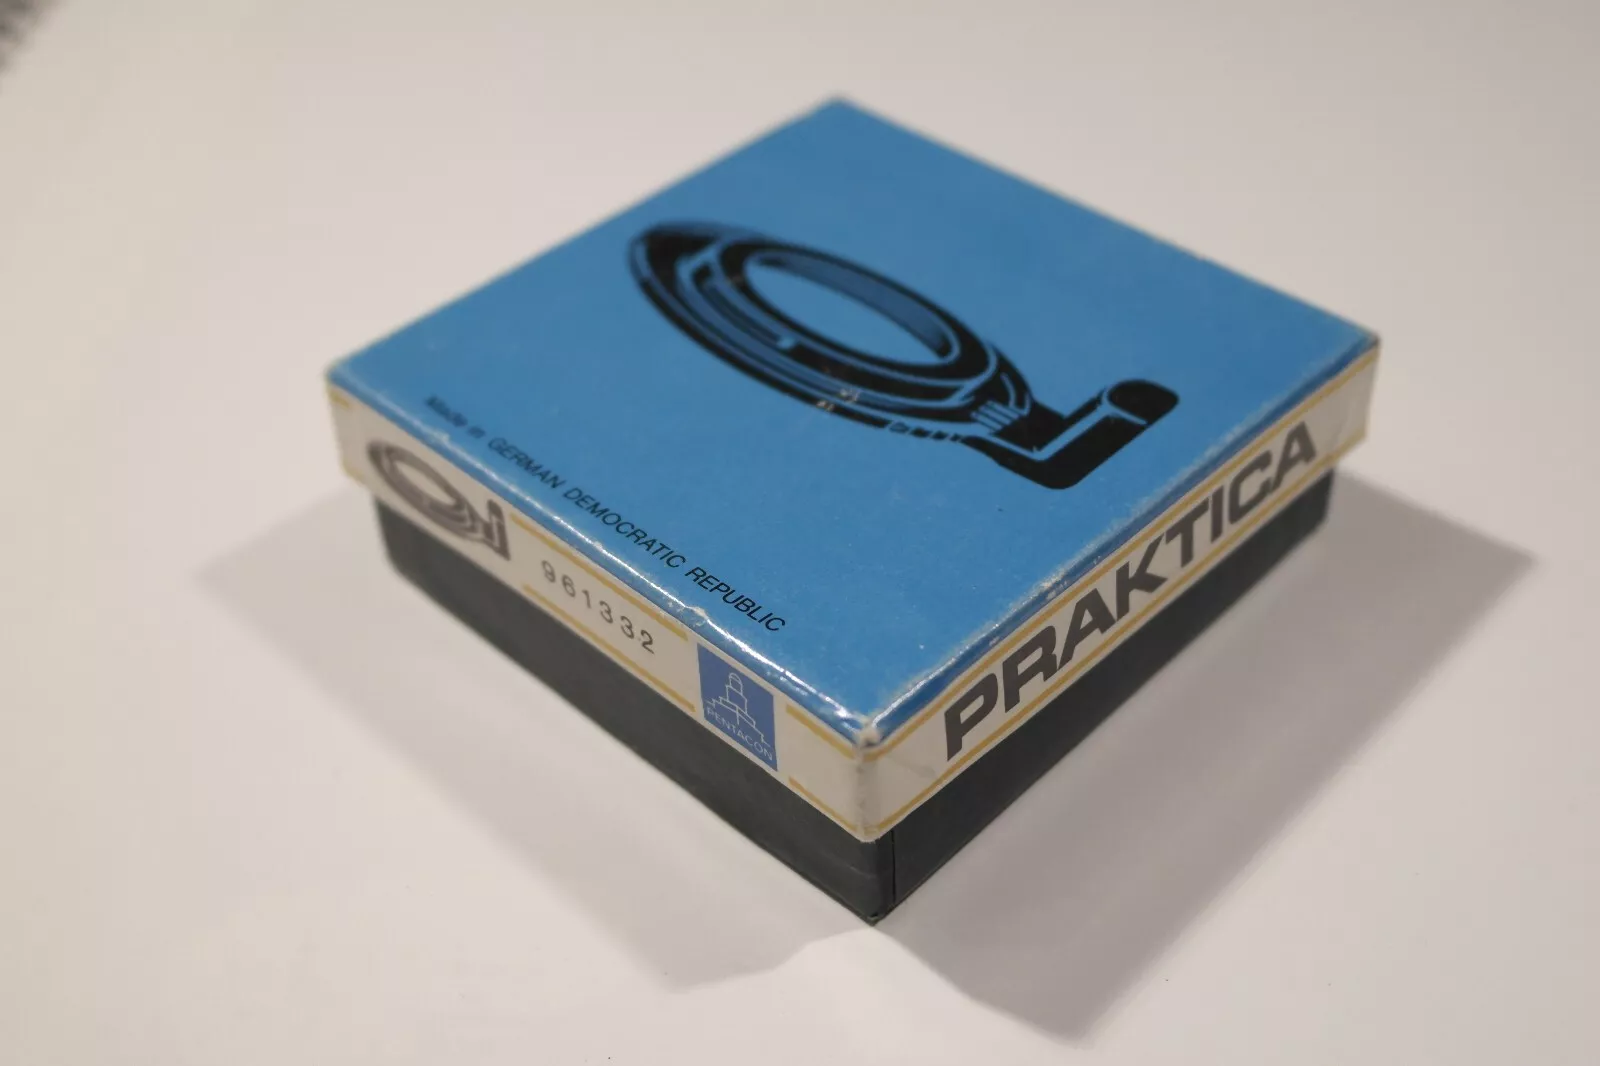 Made in GERMAN DEMOCRATIC REPUBLIC
961332
PENTACON
PRAKTICA